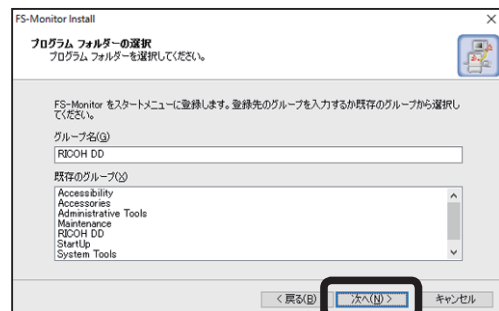 FS-Monitor Install
プログラム フォルダーの選択
プログラム フォルダーを選択してください。
FS-Monitor をスタートメニューに登録します。登録先のグループを入力するか既存のグループから選択し
てください。
グループ名(G)
RICOH DD
既存のグループ(X)
Accessibility
Accessories
Administrative Tools
Maintenance
RICOH DD
StartUp
System Tools
< 戻る(B)
次へ(N) >
キャンセル